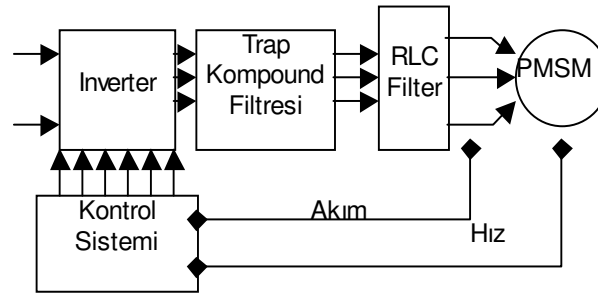 Inverter
Trap
Kompound
Filtresi
RLC
Filter
PMSM
Kontrol
Sistemi
Akım
Hız